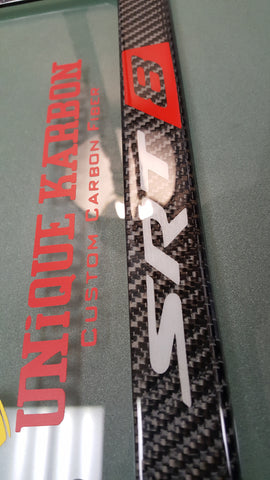 UNiQUE KARBON
CUSTOM CARBON FIBER
SRT 8